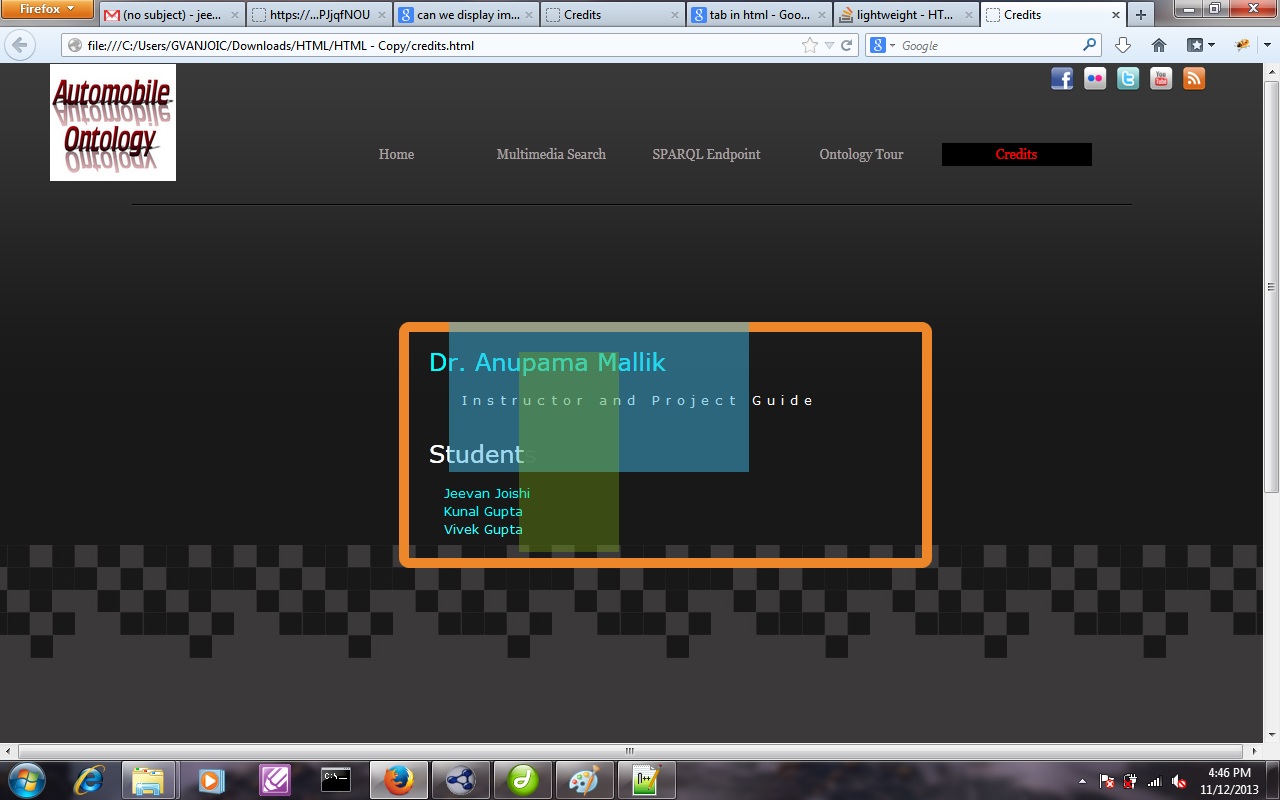 Firefox
(no subject) - jee...
https://...PJjqfNOU
can we display im...
Credits
tab in html - Goo...
lightweight - HT...
Credits
file:///C:/Users/GVANJOIC/Downloads/HTML/HTML - Copy/credits.html
Google
Automobile
Ontology
You Tube
Home
Multimedia Search
SPARQL Endpoint
Ontology Tour
Credits
Dr. Anupama Mallik
Instructor and Project Guide
Students
Jeevan Joishi
Kunal Gupta
Vivek Gupta
4:46 PM
11/12/2013